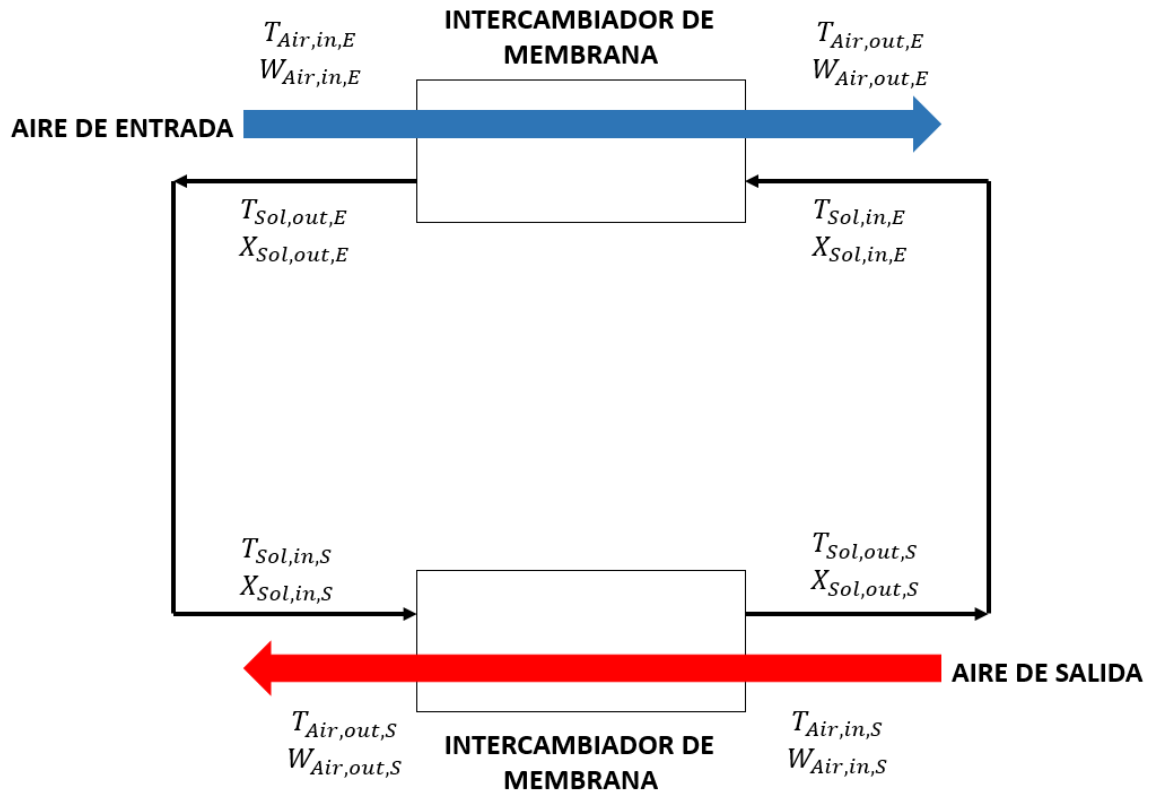 INTERCAMBIADOR DE
MEMBRANA
T_{Air,in,E}
W_{Air,in,E}
T_{Air,out,E}
W_{Air,out,E}
AIRE DE ENTRADA
T_{Sol,out,E}
X_{Sol,out,E}
T_{Sol,in,E}
X_{Sol,in,E}
T_{Sol,in,S}
X_{Sol,in,S}
T_{Sol,out,S}
X_{Sol,out,S}
AIRE DE SALIDA
T_{Air,out,S}
W_{Air,out,S}
INTERCAMBIADOR DE
MEMBRANA
T_{Air,in,S}
W_{Air,in,S}